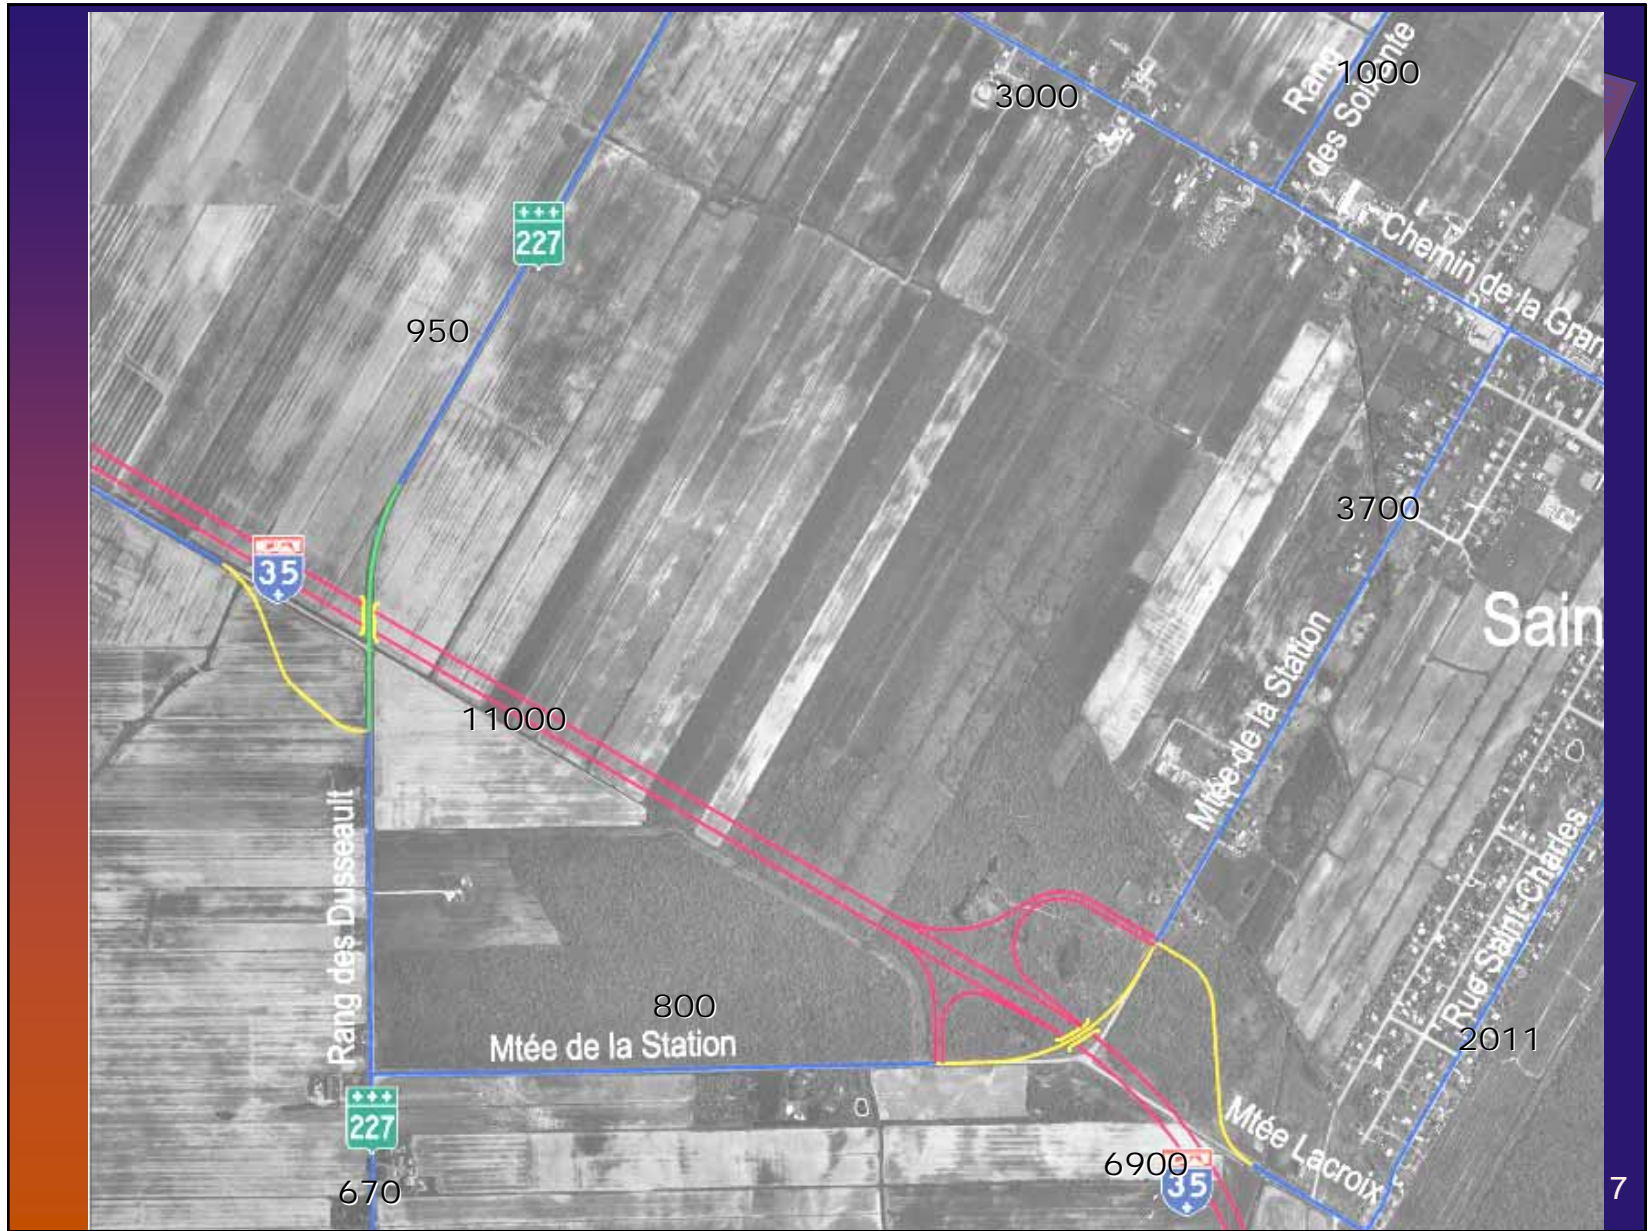 Rang
des Soixante
1000
3000
Chemin de la Gran
227
950
3700
35
Sain
11000
Mtée de la Station
Rang des Dusseault
Rue Saint-Charles
800
Mtée de la Station
2011
227
Mtée Lacroix
6900
35
670
7